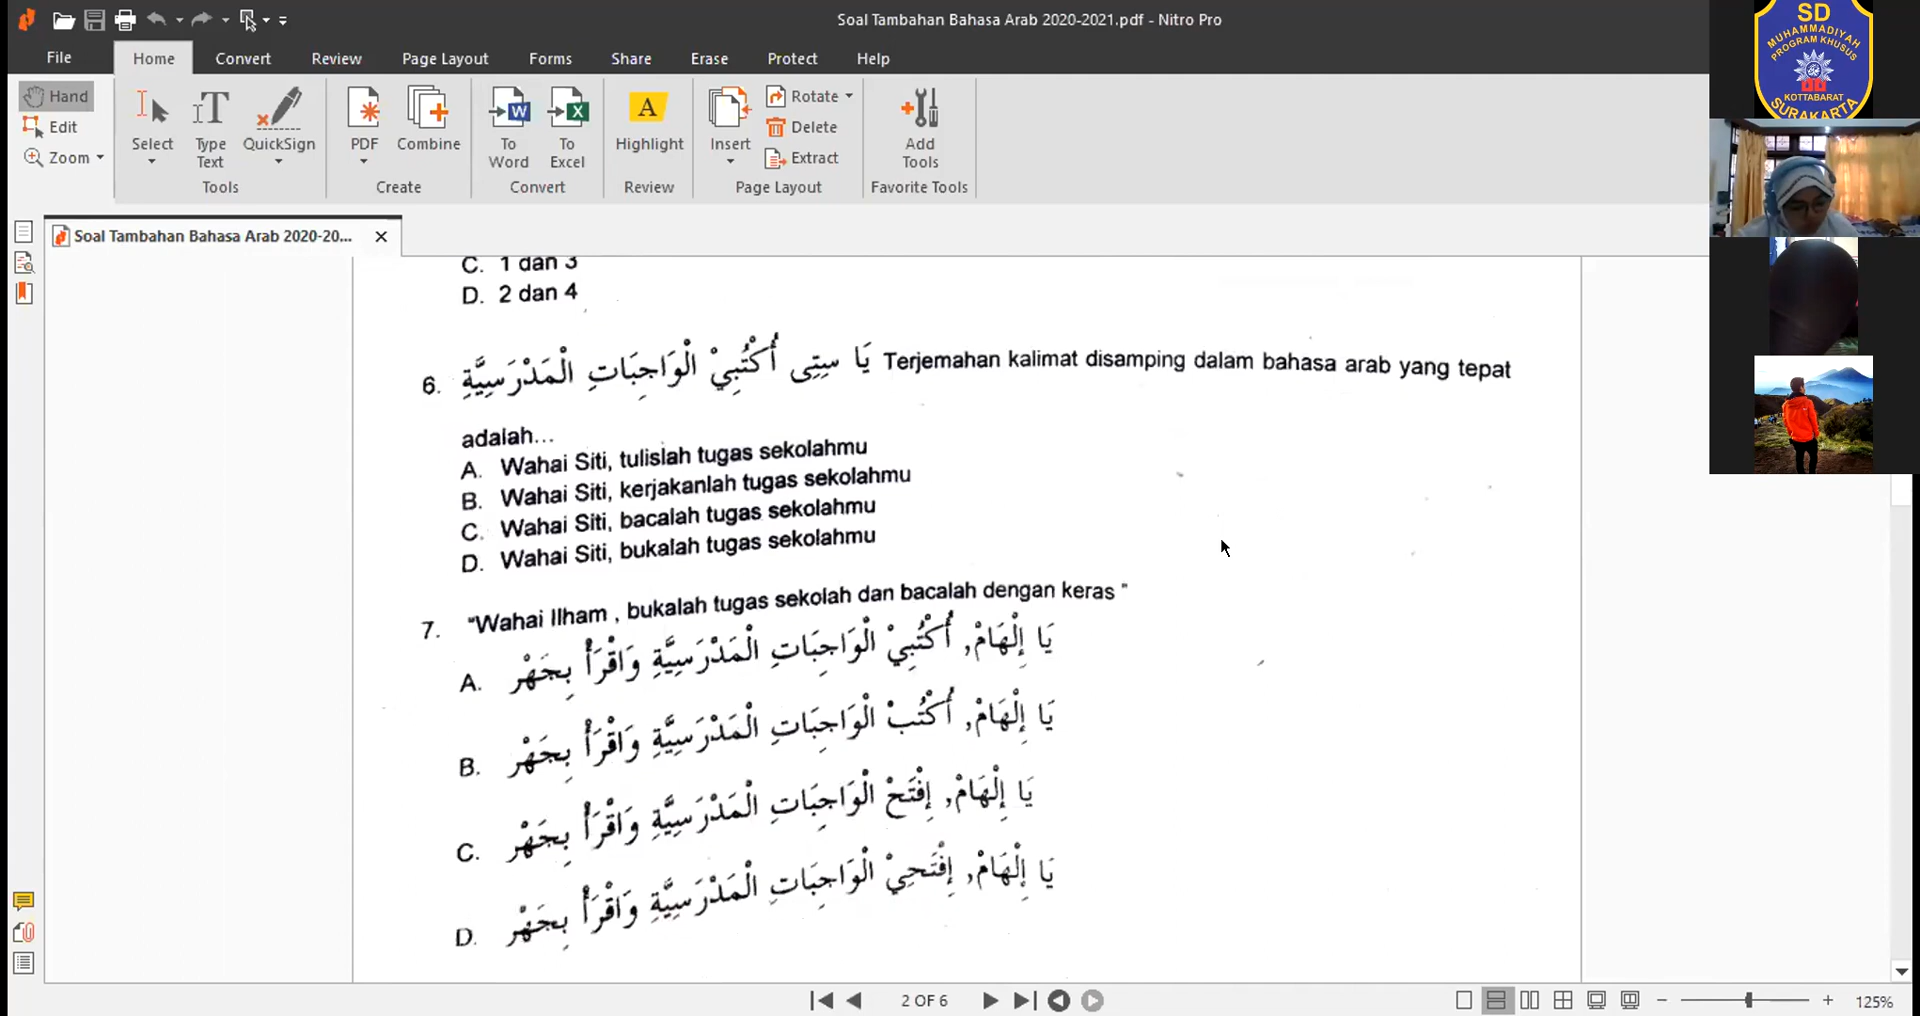 Soal Tambahan Bahasa Arab 2020-2021.pdf - Nitro Pro
File Home Convert Review Page Layout Forms Share Erase Protect Help
Hand
Edit
Zoom
Select
Type Text
QuickSign
Tools
PDF
Combine
Create
To Word
To Excel
Convert
Highlight
Review
Insert
Rotate
Delete
Extract
Page Layout
Add Tools
Favorite Tools
Soal Tambahan Bahasa Arab 2020-20...
C. 1 dan 3
D. 2 dan 4
6. يَا سِتِى أُكْتُبِيْ الْوَاجِبَاتِ الْمَدْرَسِيَّةِ Terjemahan kalimat disamping dalam bahasa arab yang tepat
adalah...
A. Wahai Siti, tulislah tugas sekolahmu
B. Wahai Siti, kerjakanlah tugas sekolahmu
C. Wahai Siti, bacalah tugas sekolahmu
D. Wahai Siti, bukalah tugas sekolahmu
7. "Wahai Ilham , bukalah tugas sekolah dan bacalah dengan keras "
A. يَا إِلْهَامْ, أُكْتُبِيْ الْوَاجِبَاتِ الْمَدْرَسِيَّةِ وَاقْرَأْ بِجَهْرِ
B. يَا إِلْهَامْ, أُكْتُبْ الْوَاجِبَاتِ الْمَدْرَسِيَّةِ وَاقْرَأْ بِجَهْرِ
C. يَا إِلْهَامْ, إِفْتَحْ الْوَاجِبَاتِ الْمَدْرَسِيَّةِ وَاقْرَأْ بِجَهْرِ
D. يَا إِلْهَامْ, إِفْتَحِيْ الْوَاجِبَاتِ الْمَدْرَسِيَّةِ وَاقْرَأْ بِجَهْرِ
2 OF 6
125%
SD
MUHAMMADIYAH
PROGRAM KHUSUS
KOTTABARAT
SURAKARTA